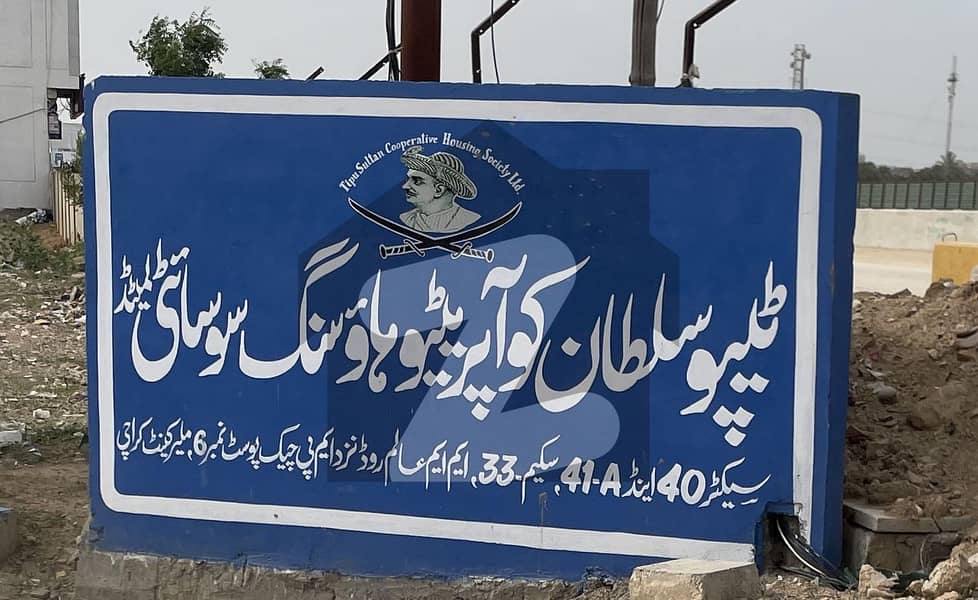 Tipu Sultan Cooperative Housing Society Ltd.
ٹیپو سلطان کوآپریٹیو ہاؤسنگ سوسائٹی لمیٹڈ
سیکٹر 40 اینڈ 41-A، سکیم-33، ایم ایم عالم روڈ نزد ایم پی چیک پوسٹ نمبر 6، ملیر کینٹ کراچی